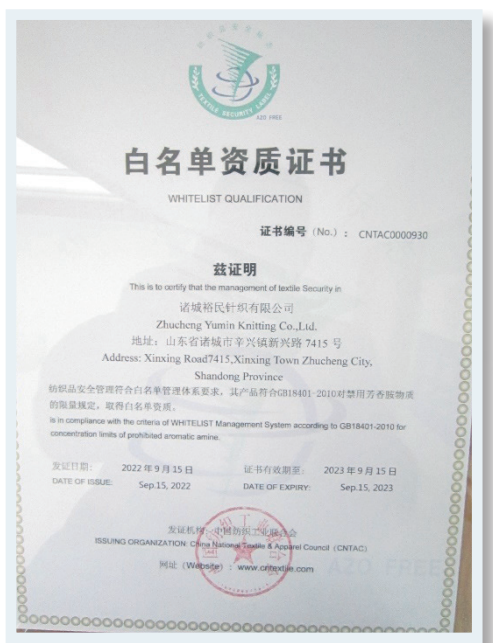 TEXTILE SECURITY LABEL
AZO FREE
白名单资质证书
WHITELIST QUALIFICATION
证书编号（No.）： CNTAC0000930
兹证明
This is to certify that the management of textile Security in
诸城裕民针织有限公司
Zhucheng Yumin Knitting Co.,Ltd.
地址：山东省诸城市辛兴镇新兴路 7415 号
Address: Xinxing Road7415,Xinxing Town Zhucheng City,
Shandong Province
纺织品安全管理符合白名单管理体系要求，其产品符合GB18401-2010对禁用芳香胺物质
的限量规定，取得白名单资质。
is in compliance with the criteria of WHITELIST Management System according to GB18401-2010 for
concentration limits of prohibited aromatic amine.
发证日期： 2022 年 9 月 15 日 证书有效期至： 2023 年 9 月 15 日
DATE OF ISSUE: Sep.15, 2022 DATE OF EXPIRY: Sep.15, 2023
发证机构：中国纺织工业联合会
ISSUING ORGANIZATION: China National Textile & Apparel Council（CNTAC）
网址（Website）：www.cntextile.com
AZO FREE